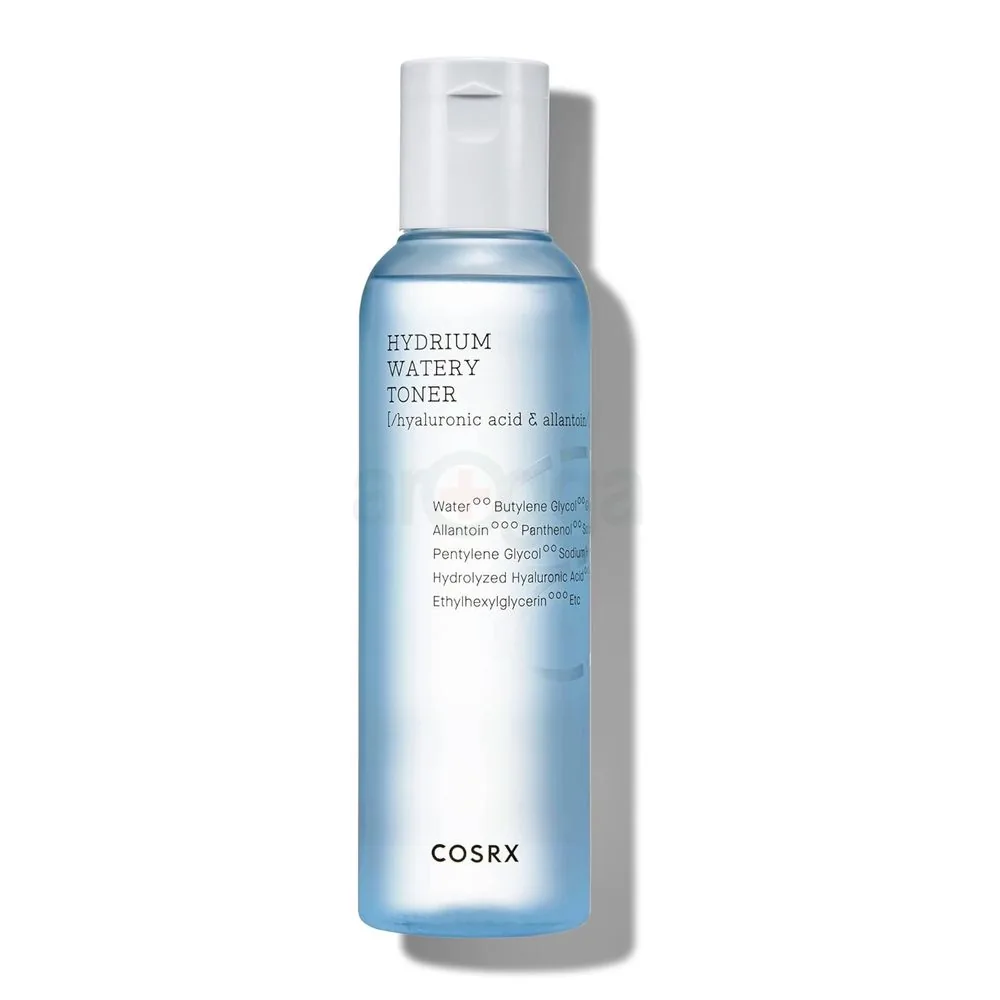 HYDRIUM
WATERY
TONER
[/hyaluronic acid & allantoin/
Water°° Butylene Glycol°°
Allantoin°°° Panthenol°°
Pentylene Glycol°° Sodium
Hydrolyzed Hyaluronic Acid°
Ethylhexylglycerin°°° Etc
COSRX